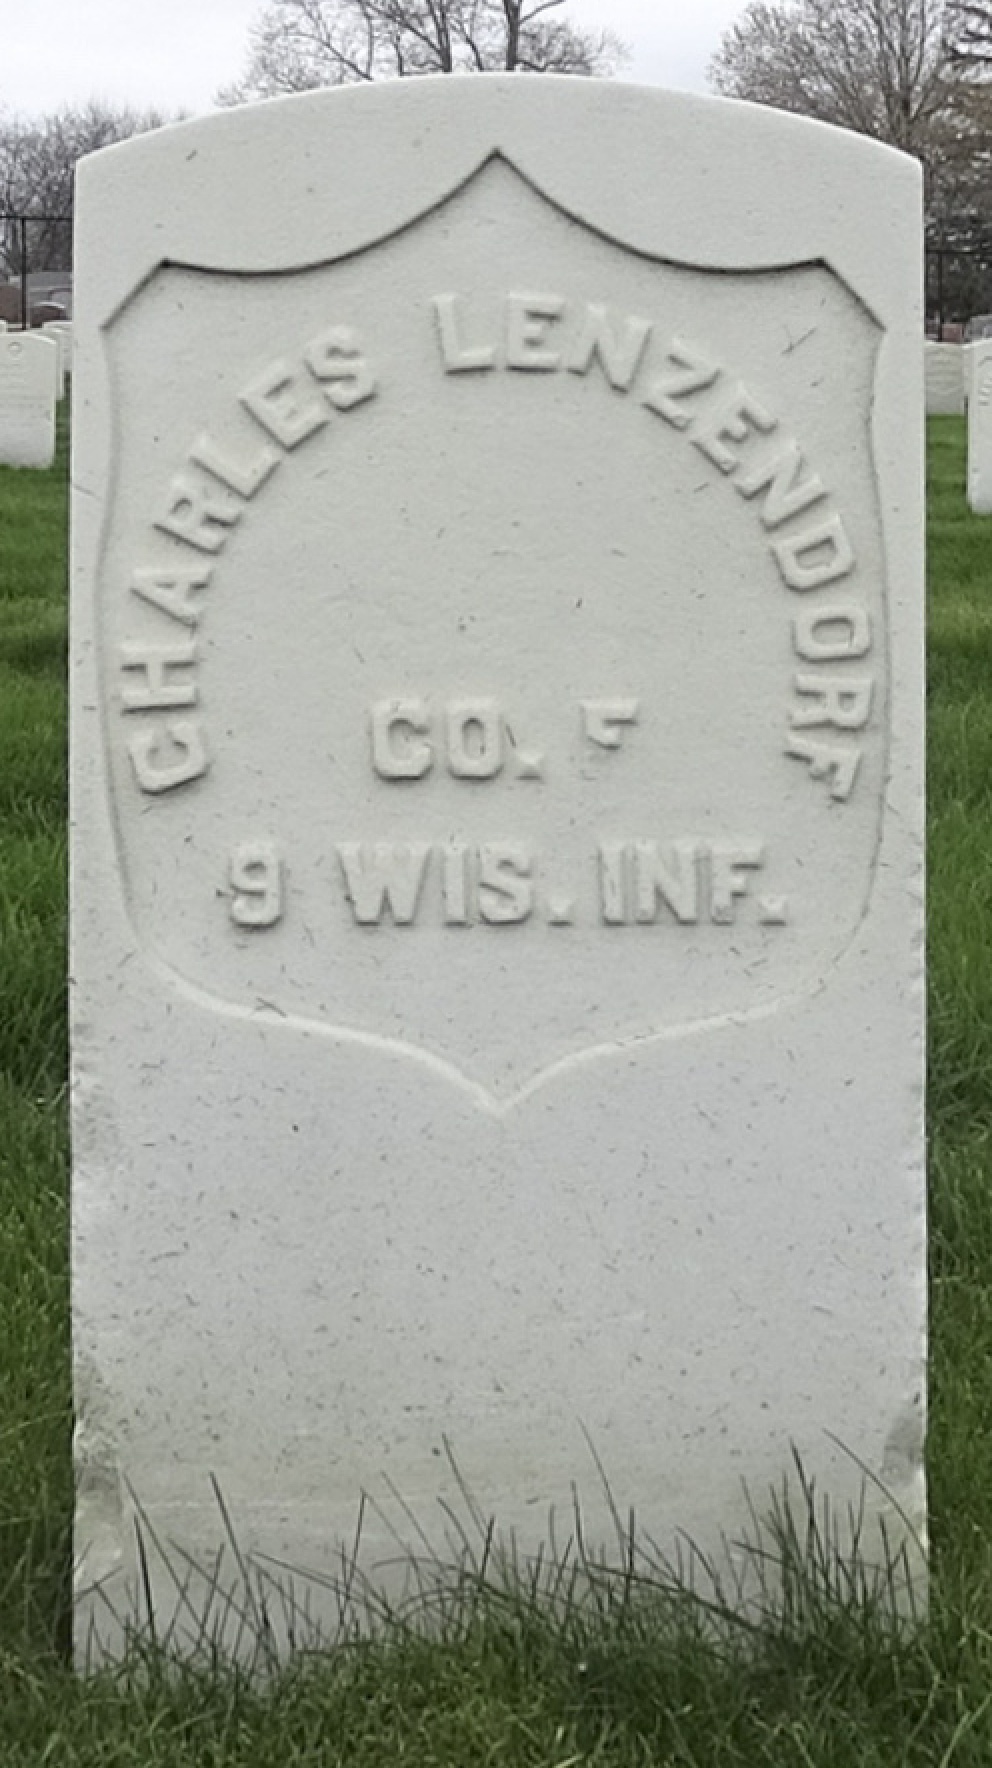 CHARLES LENZENDORF
CO. F
9 WIS. INF.